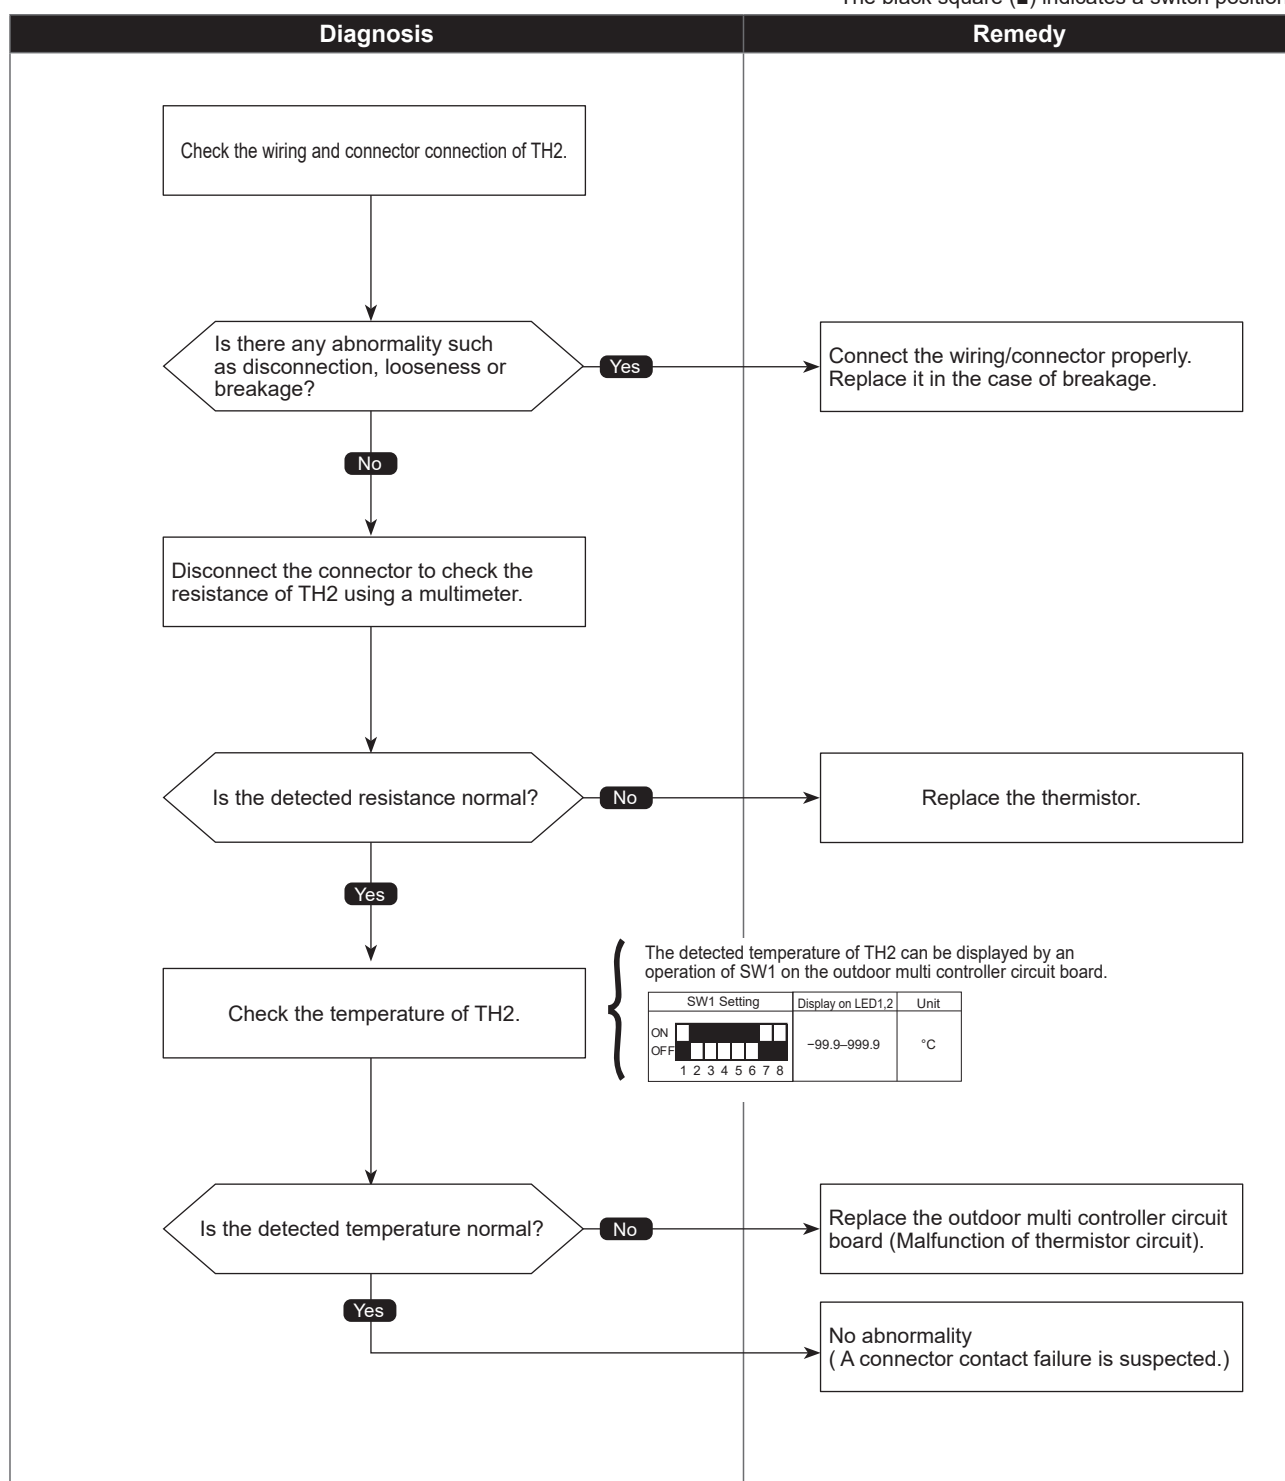 The black square (■) indicates a switch position
Diagnosis
Remedy
Check the wiring and connector connection of TH2.
Is there any abnormality such
as disconnection, looseness or
breakage?
Yes
Connect the wiring/connector properly.
Replace it in the case of breakage.
No
Disconnect the connector to check the
resistance of TH2 using a multimeter.
Is the detected resistance normal?
No
Replace the thermistor.
Yes
The detected temperature of TH2 can be displayed by an
operation of SW1 on the outdoor multi controller circuit board.
Check the temperature of TH2.
SW1 Setting
Display on LED1,2
Unit
ON
OFF
1 2 3 4 5 6 7 8
−99.9–999.9
°C
Is the detected temperature normal?
No
Replace the outdoor multi controller circuit
board (Malfunction of thermistor circuit).
Yes
No abnormality
( A connector contact failure is suspected.)